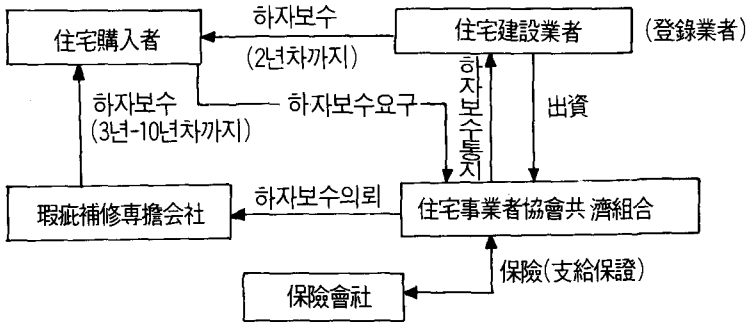 하자보수
住宅購入者
住宅建設業者
(登錄業者)
(2년차까지)
하자보수
(3년-10년차까지)
하자보수요구
하자보수통지
出資
瑕疵補修専擔会社
하자보수의뢰
住宅事業者協會共濟組合
保險(支給保證)
保險會社